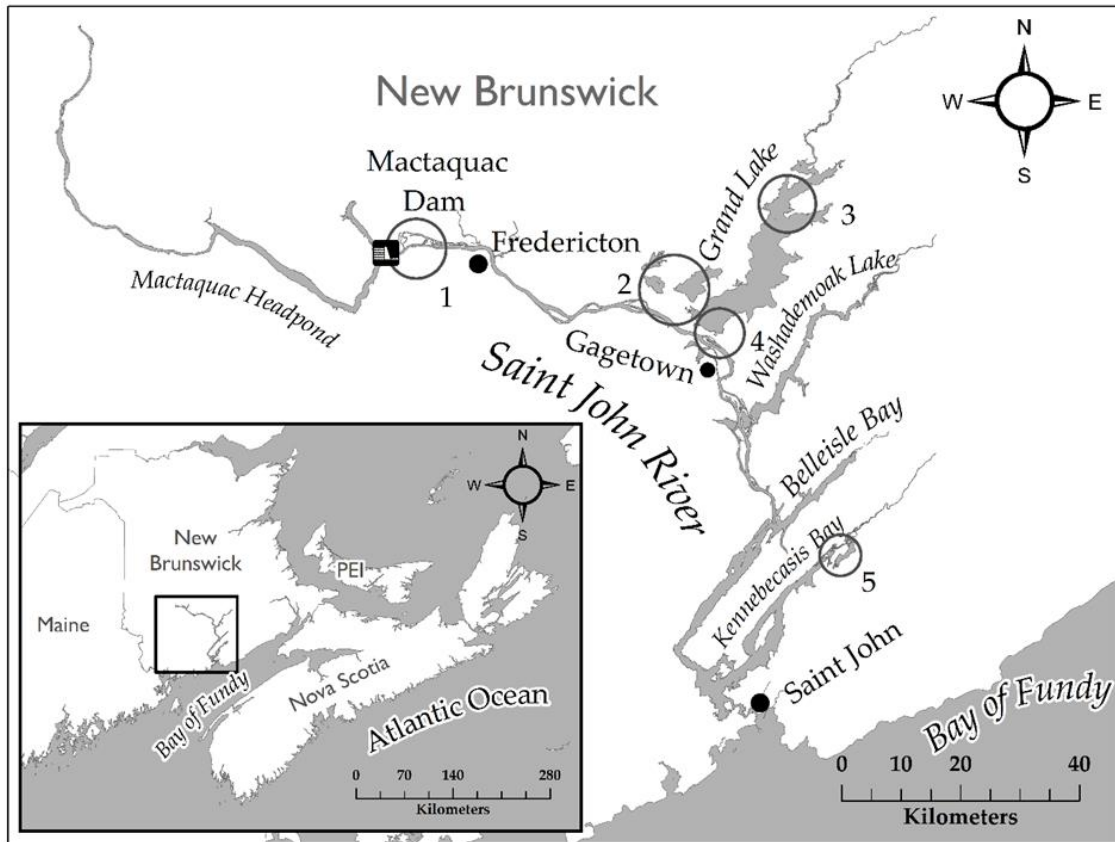 N
W
E
S
New Brunswick
Mactaquac
Dam
Fredericton
1
Mactaquac Headpond
Grand Lake
3
2
4
Washademoak Lake
Gagetown
Saint John River
Belleisle Bay
Kennebecasis Bay
5
Saint John
Bay of Fundy
0 10 20 40
Kilometers
N
W
E
S
New
Brunswick
PEI
Maine
Nova Scotia
Bay of Fundy
Atlantic Ocean
0 70 140 280
Kilometers